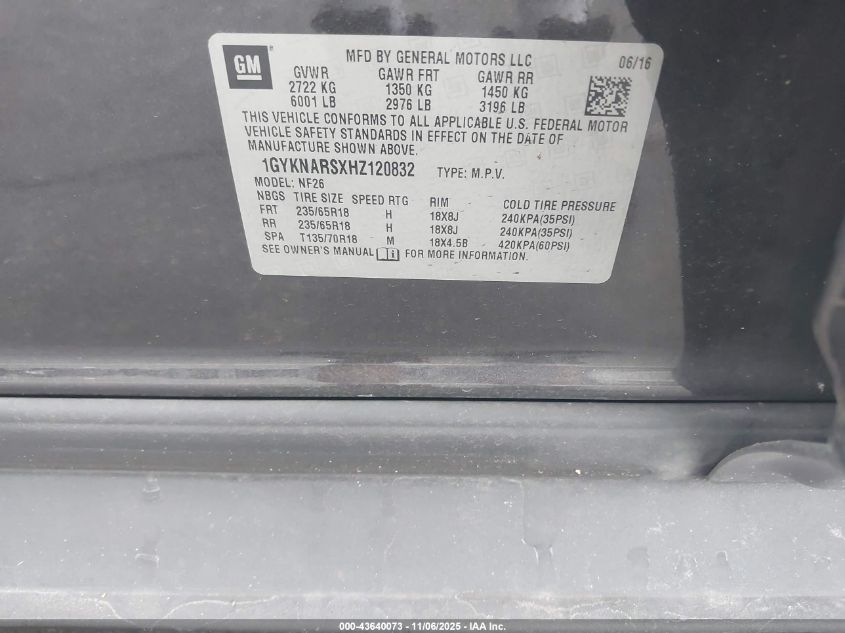 GM ®
MFD BY GENERAL MOTORS LLC
06/16
GVWR GAWR FRT GAWR RR
2722 KG 1350 KG 1450 KG
6001 LB 2976 LB 3196 LB
THIS VEHICLE CONFORMS TO ALL APPLICABLE U.S. FEDERAL MOTOR
VEHICLE SAFETY STANDARDS IN EFFECT ON THE DATE OF
MANUFACTURE SHOWN ABOVE.
1GYKNARSXHZ120832 TYPE: M.P.V.
MODEL: NF26
NBGS TIRE SIZE SPEED RTG RIM COLD TIRE PRESSURE
FRT 235/65R18 H 18X8J 240KPA(35PSI)
RR 235/65R18 H 18X8J 240KPA(35PSI)
SPA T135/70R18 M 18X4.5B 420KPA(60PSI)
SEE OWNER'S MANUAL FOR MORE INFORMATION.
000-43640073 - 11/06/2025 - IAA Inc.